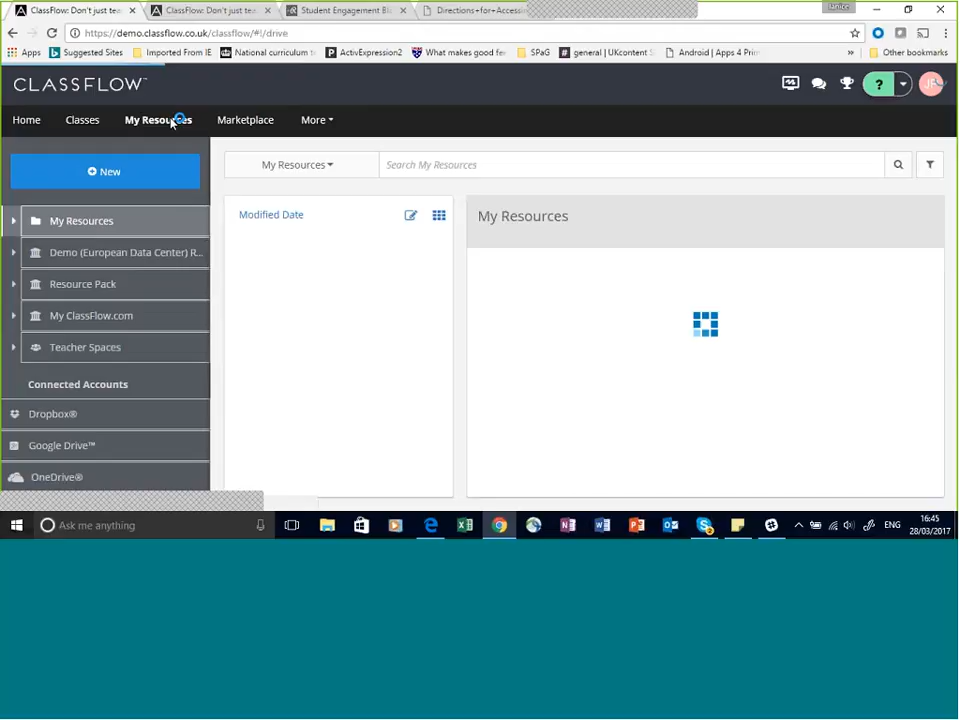 ClassFlow: Don't just tea
ClassFlow: Don't just tea
Student Engagement Bl
Directions+for+Accessi
janice
https://demo.classflow.co.uk/classflow/#!/drive
Apps
Suggested Sites
Imported From IE
National curriculum t
ActivExpression2
What makes good fee
SPaG
general | UKcontent
Android | Apps 4 Prim
»
Other bookmarks
CLASSFLOW
?
JF
Home
Classes
My Resources
Marketplace
More
New
My Resources
Search My Resources
My Resources
Demo (European Data Center) R...
Resource Pack
My ClassFlow.com
Teacher Spaces
Connected Accounts
Dropbox®
Google Drive™
OneDrive®
Modified Date
My Resources
Ask me anything
ENG
16:45
28/03/2017